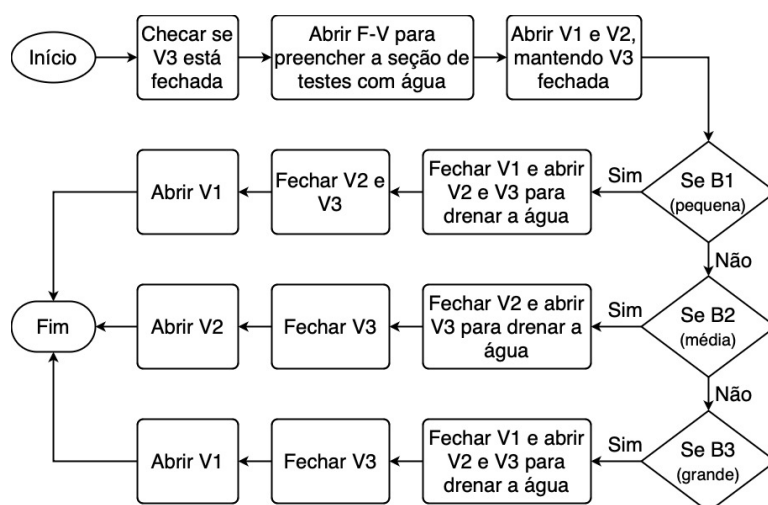 Início
Checar se
V3 está
fechada
Abrir F-V para
preencher a seção de
testes com água
Abrir V1 e V2,
mantendo V3
fechada
Se B1
(pequena)
Sim
Fechar V1 e abrir
V2 e V3 para
drenar a água
Fechar V2 e
V3
Abrir V1
Não
Se B2
(média)
Sim
Fechar V2 e abrir
V3 para drenar a
água
Fechar V3
Abrir V2
Fim
Não
Se B3
(grande)
Sim
Fechar V1 e abrir
V2 e V3 para
drenar a água
Fechar V3
Abrir V1